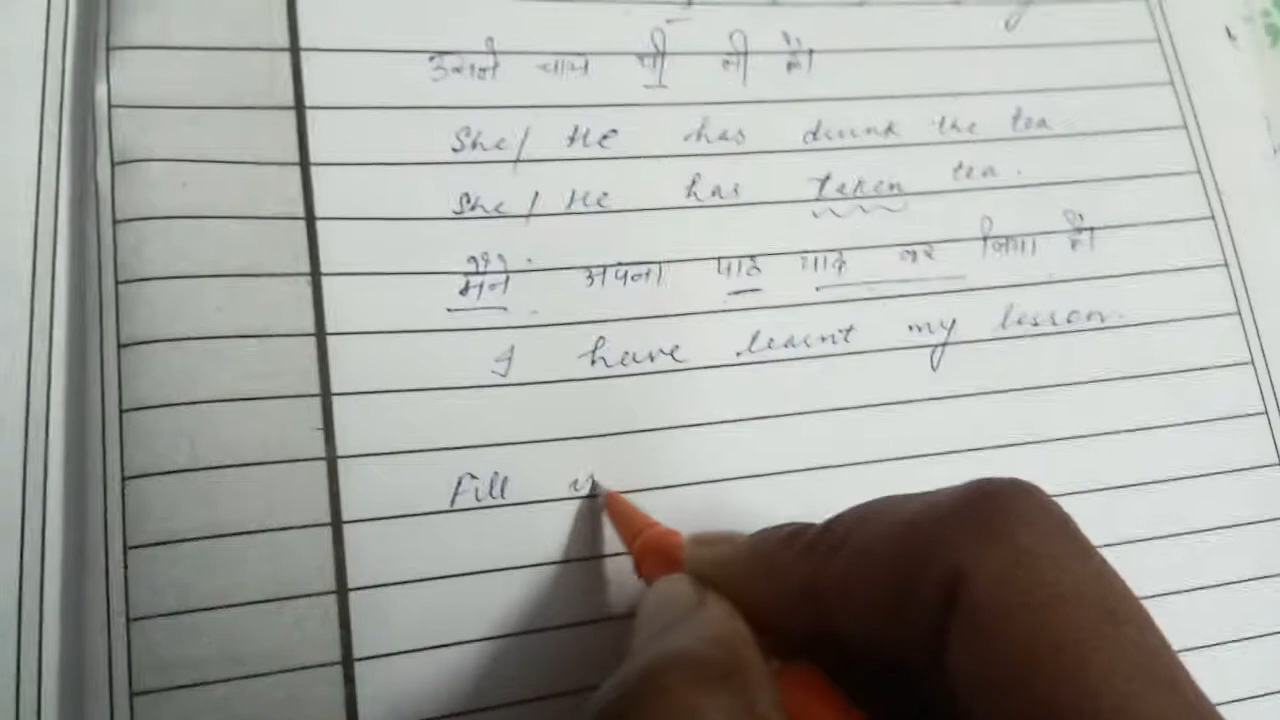 उसने चाय पी ली है।
She/ He has drunk the tea
She/ He has taken tea.
मैंने अपना पाठ याद कर लिया है।
I have learnt my lesson.
Fill